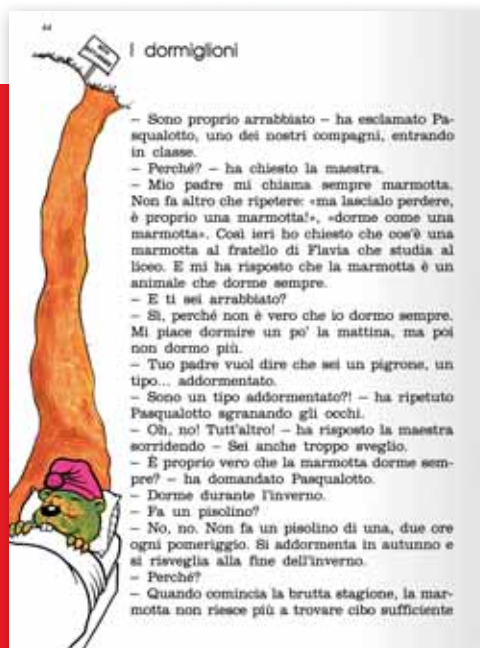 44
I dormiglioni
– Sono proprio arrabbiato – ha esclamato Pa-
squalotto, uno dei nostri compagni, entrando
in classe.
– Perché? – ha chiesto la maestra.
– Mio padre mi chiama sempre marmotta.
Non fa altro che ripetere: «ma lascialo perdere,
è proprio una marmotta!», «dorme come una
marmotta». Così ieri ho chiesto che cos'è una
marmotta al fratello di Flavia che studia al
liceo. E mi ha risposto che la marmotta è un
animale che dorme sempre.
– E ti sei arrabbiato?
– Sì, perché non è vero che io dormo sempre.
Mi piace dormire un po' la mattina, ma poi
non dormo più.
– Tuo padre vuol dire che sei un pigrone, un
tipo... addormentato.
– Sono un tipo addormentato?! – ha ripetuto
Pasqualotto sgranando gli occhi.
– Oh, no! Tutt'altro! – ha risposto la maestra
sorridendo – Sei anche troppo sveglio.
– È proprio vero che la marmotta dorme sem-
pre? – ha domandato Pasqualotto.
– Dorme durante l'inverno.
– Fa un pisolino?
– No, no. Non fa un pisolino di una, due ore
ogni pomeriggio. Si addormenta in autunno e
si risveglia alla fine dell'inverno.
– Perché?
– Quando comincia la brutta stagione, la mar-
motta non riesce più a trovare cibo sufficiente